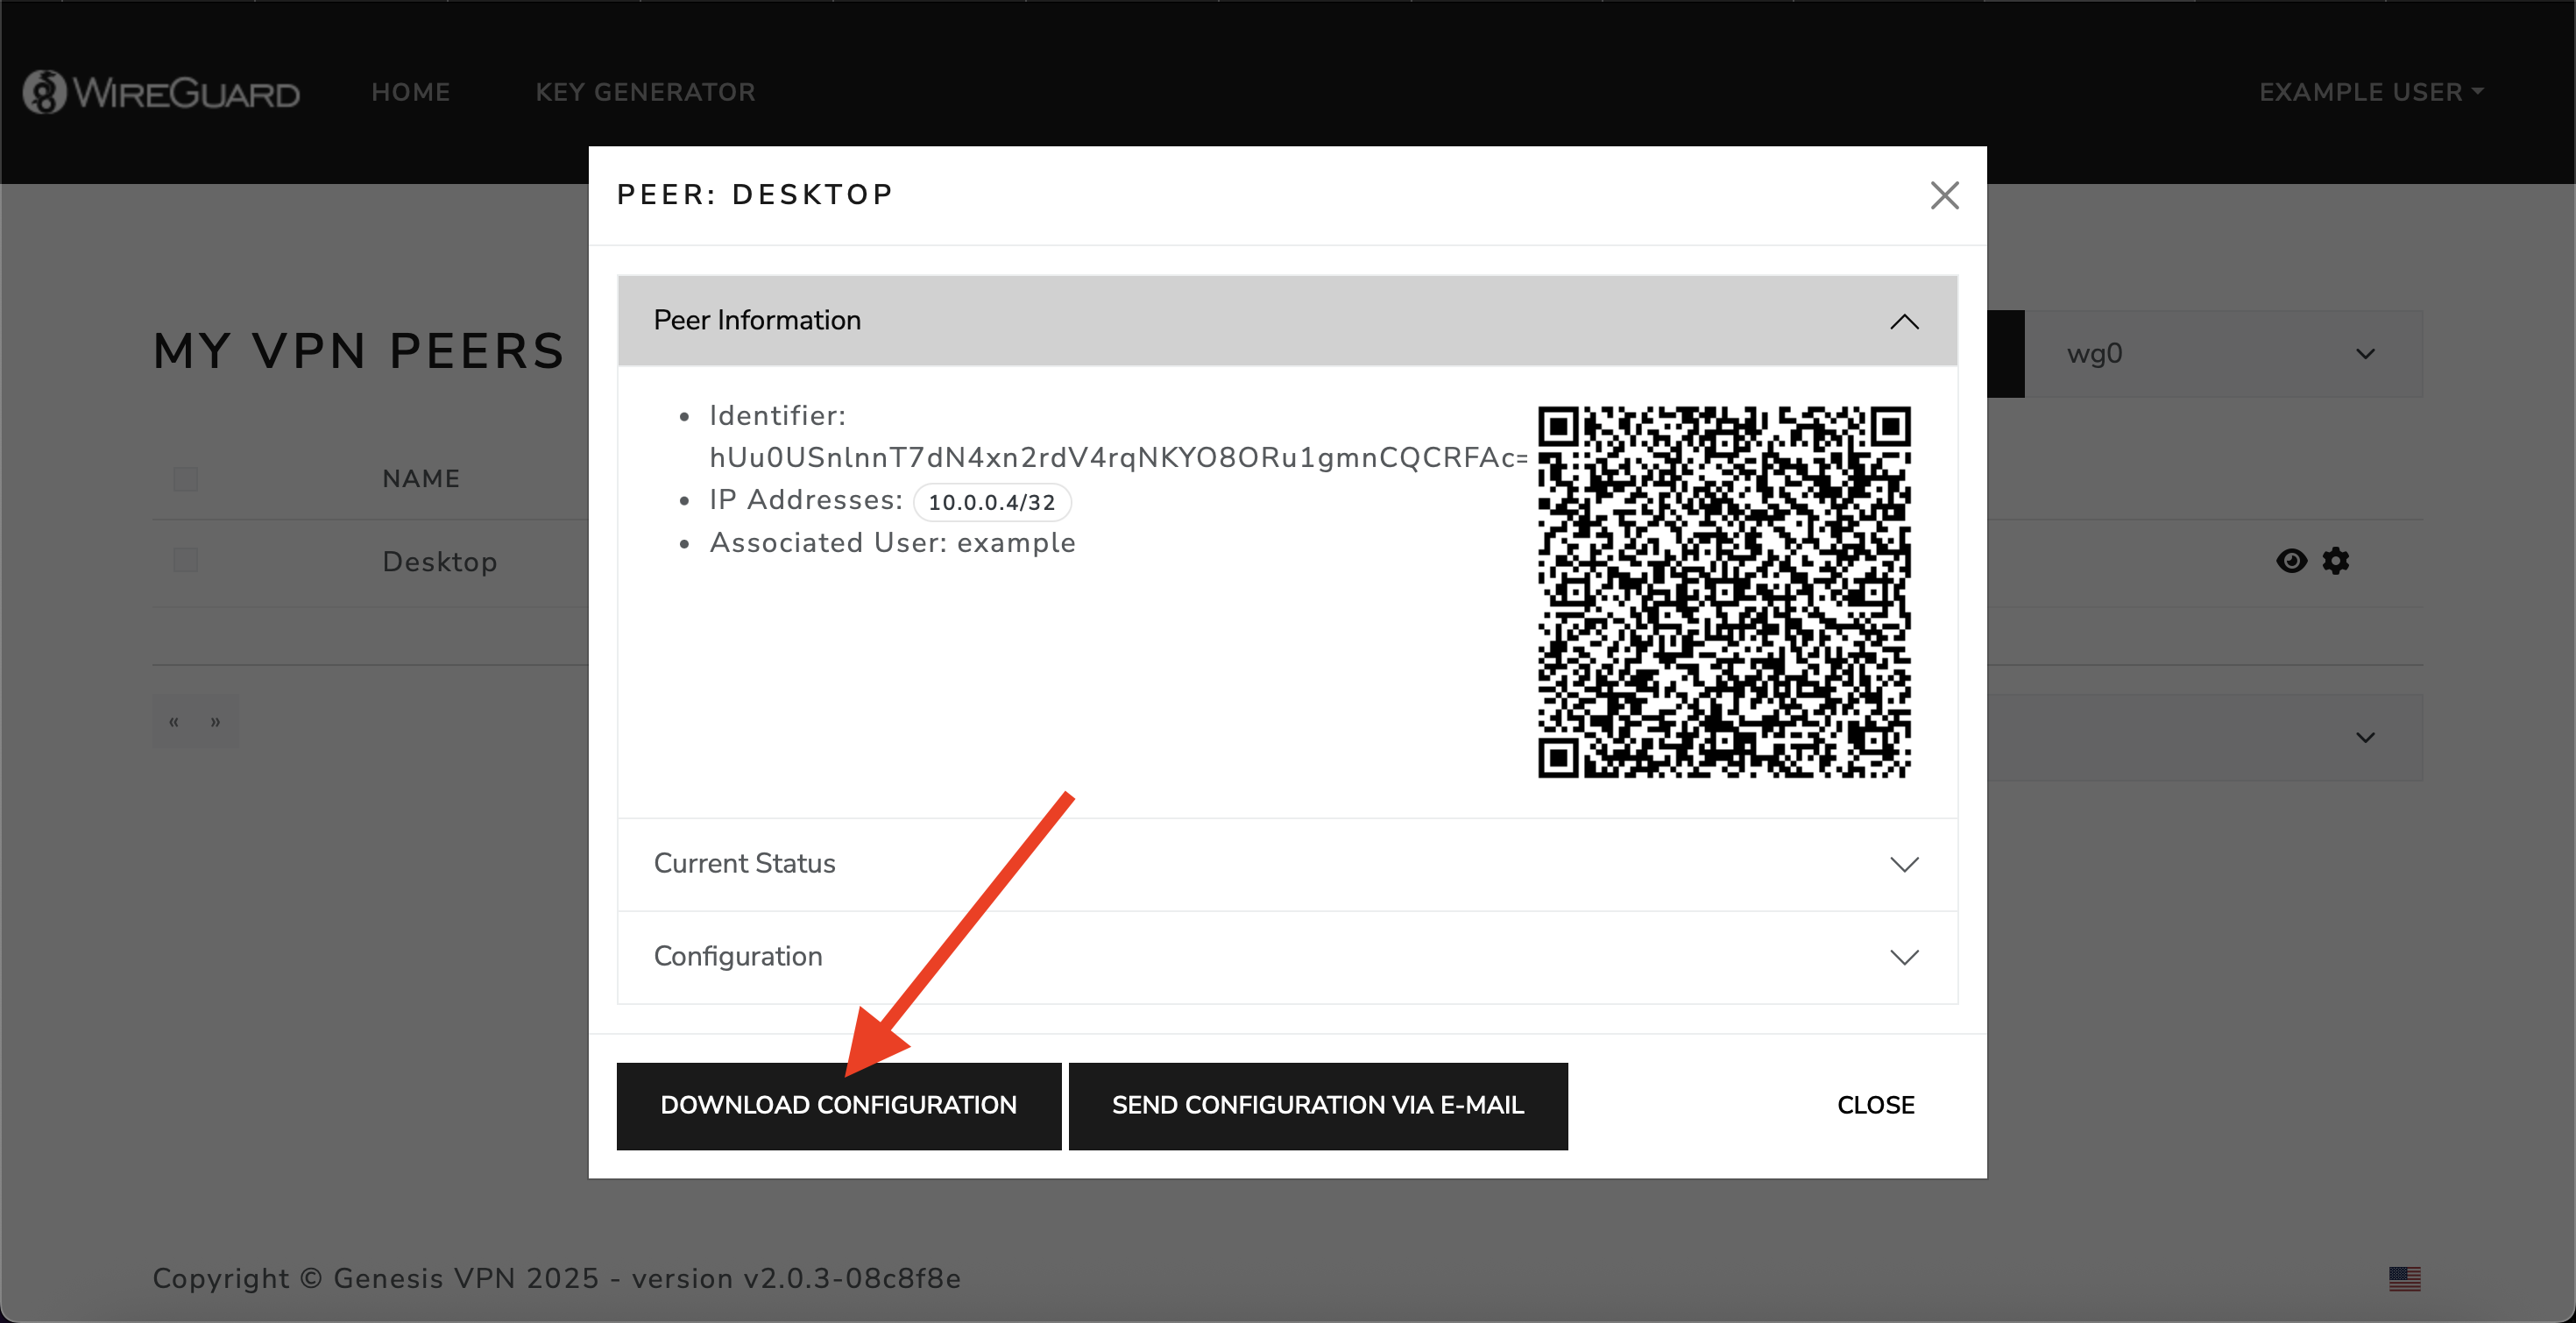 WIREGUARD
HOME
KEY GENERATOR
EXAMPLE USER
PEER: DESKTOP
Peer Information
MY VPN PEERS
wg0
Identifier:
hUu0USnlnnT7dN4xn2rdV4rqNKYO8ORu1gmnCQCRFAc=
IP Addresses: 10.0.0.4/32
Associated User: example
NAME
Desktop
« »
Current Status
Configuration
DOWNLOAD CONFIGURATION
SEND CONFIGURATION VIA E-MAIL
CLOSE
Copyright © Genesis VPN 2025 - version v2.0.3-08c8f8e